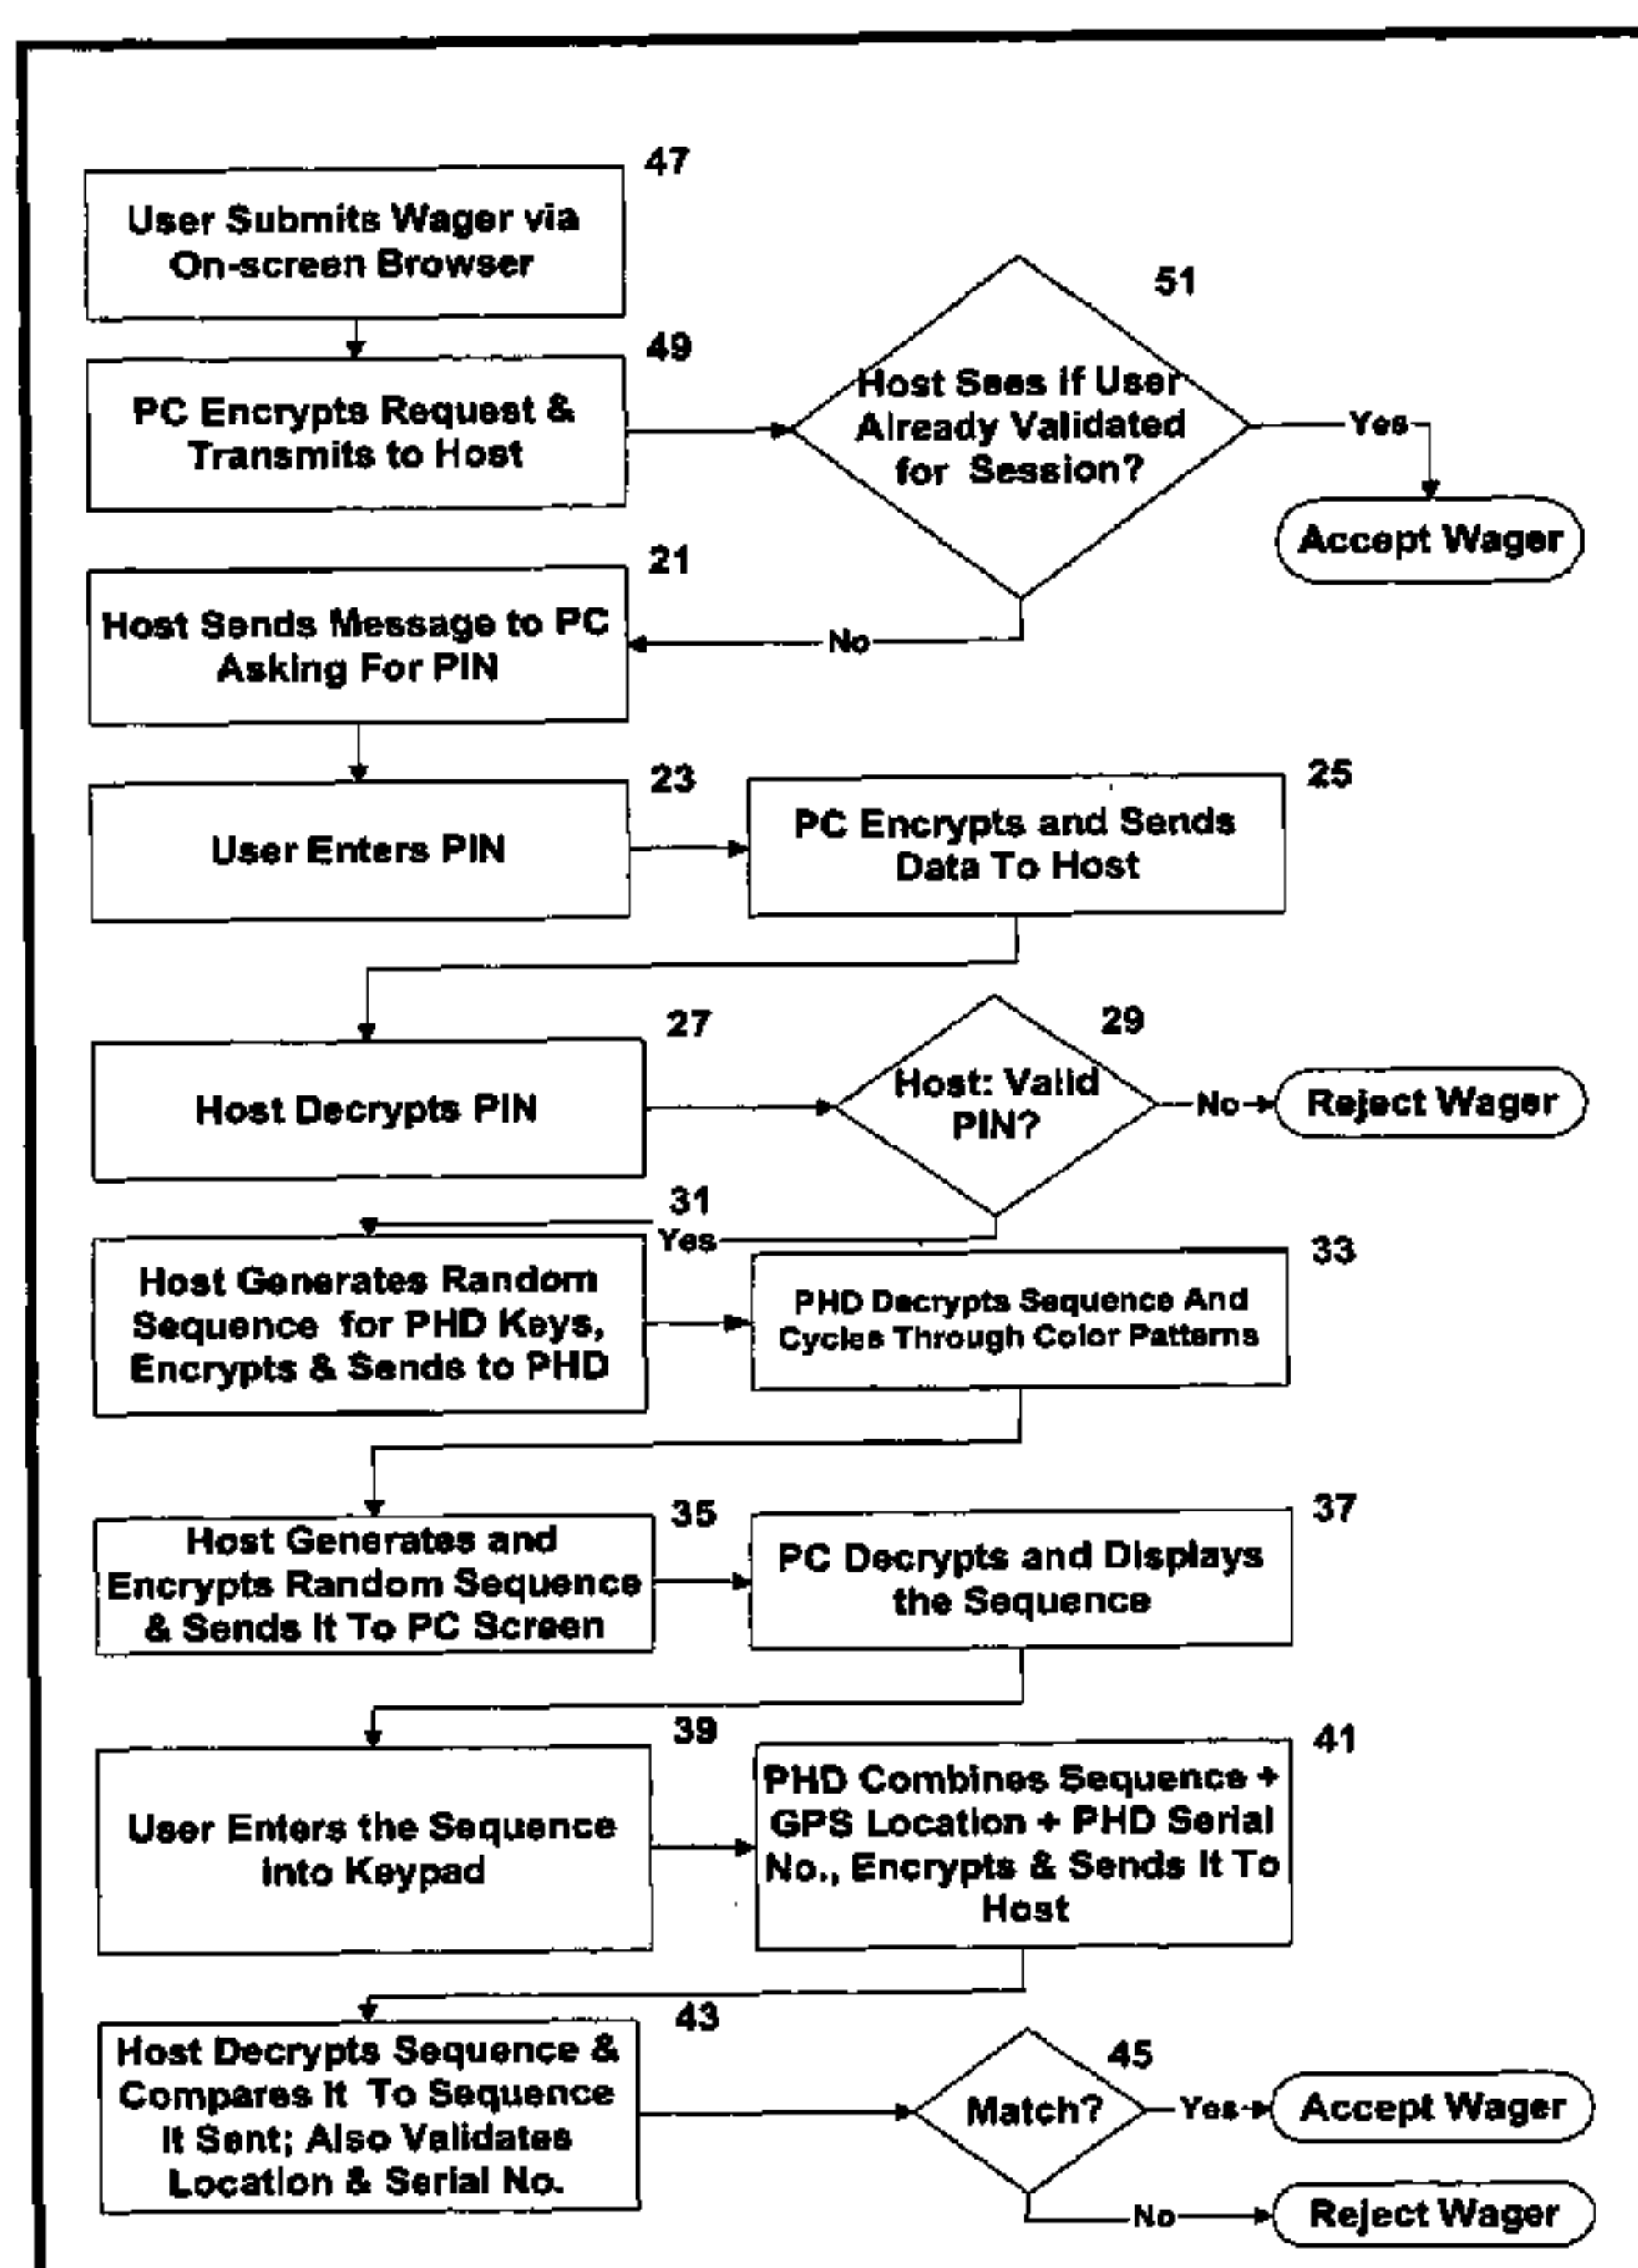 47
User Submits Wager via
On-screen Browser
49
PC Encrypts Request &
Transmits to Host
51
Host Sees if User
Already Validated
for Session?
Yes
Accept Wager
21
Host Sends Message to PC
Asking For PIN
No
23
User Enters PIN
25
PC Encrypts and Sends
Data To Host
27
Host Decrypts PIN
29
Host: Valid
PIN?
No
Reject Wager
31
Yes
Host Generates Random
Sequence for PHD Keys,
Encrypts & Sends to PHD
33
PHD Decrypts Sequence And
Cycles Through Color Patterns
35
Host Generates and
Encrypts Random Sequence
& Sends It To PC Screen
37
PC Decrypts and Displays
the Sequence
39
User Enters the Sequence
into Keypad
41
PHD Combines Sequence +
GPS Location + PHD Serial
No., Encrypts & Sends It To
Host
43
Host Decrypts Sequence &
Compares It To Sequence
It Sent; Also Validates
Location & Serial No.
45
Match?
Yes
Accept Wager
No
Reject Wager